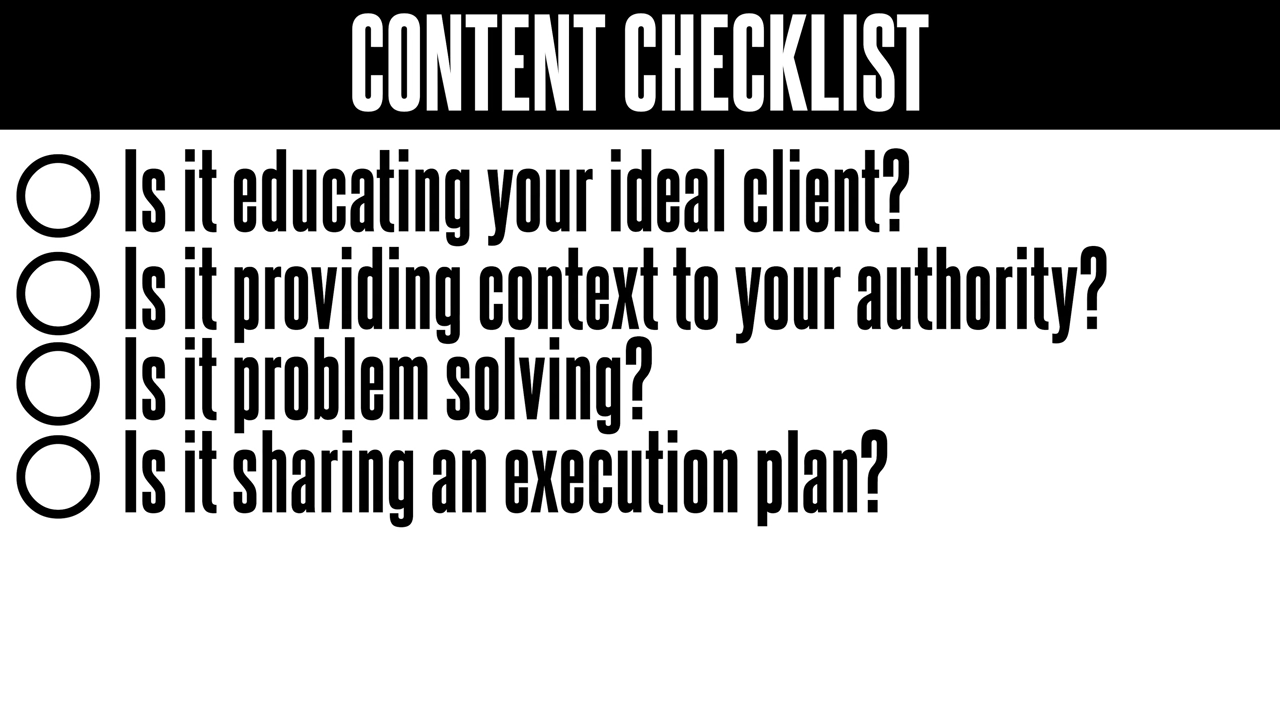 CONTENT CHECKLIST
Is it educating your ideal client?
Is it providing context to your authority?
Is it problem solving?
Is it sharing an execution plan?